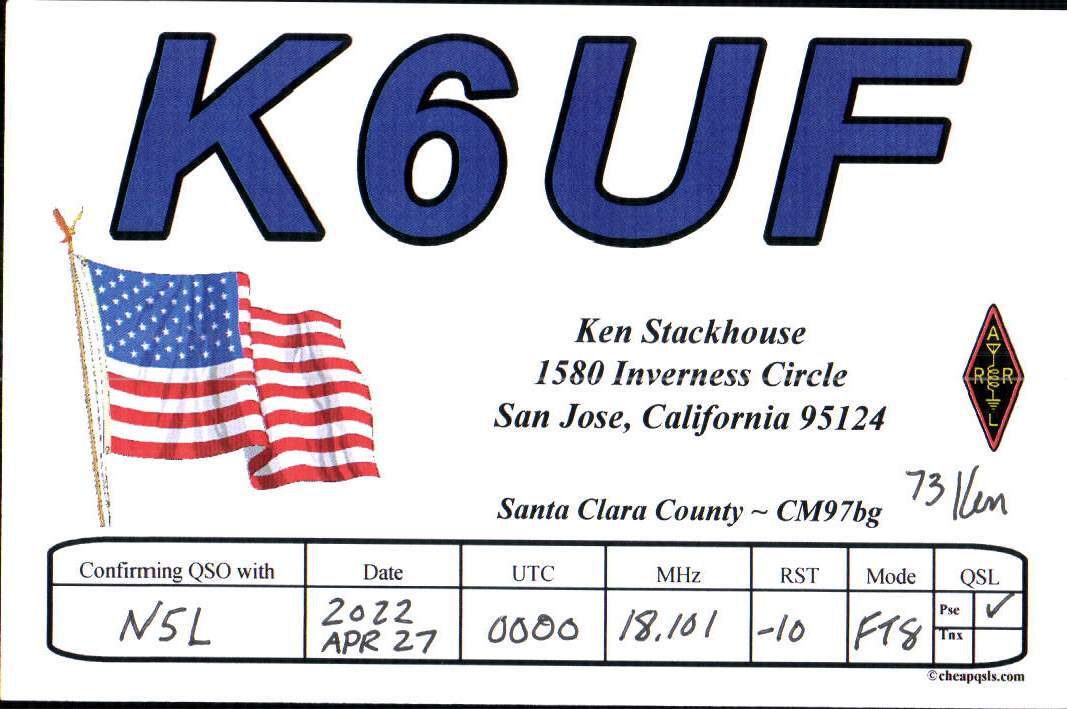 K6UF
Ken Stackhouse
1580 Inverness Circle
San Jose, California 95124
A
R R
L
73 Ken
Santa Clara County ~ CM97bg
Confirming QSO with Date UTC MHz RST Mode QSL
N5L 2022 APR 27 0000 18.101 -10 FT8 Pse ✓
Tnx
©cheapqsls.com